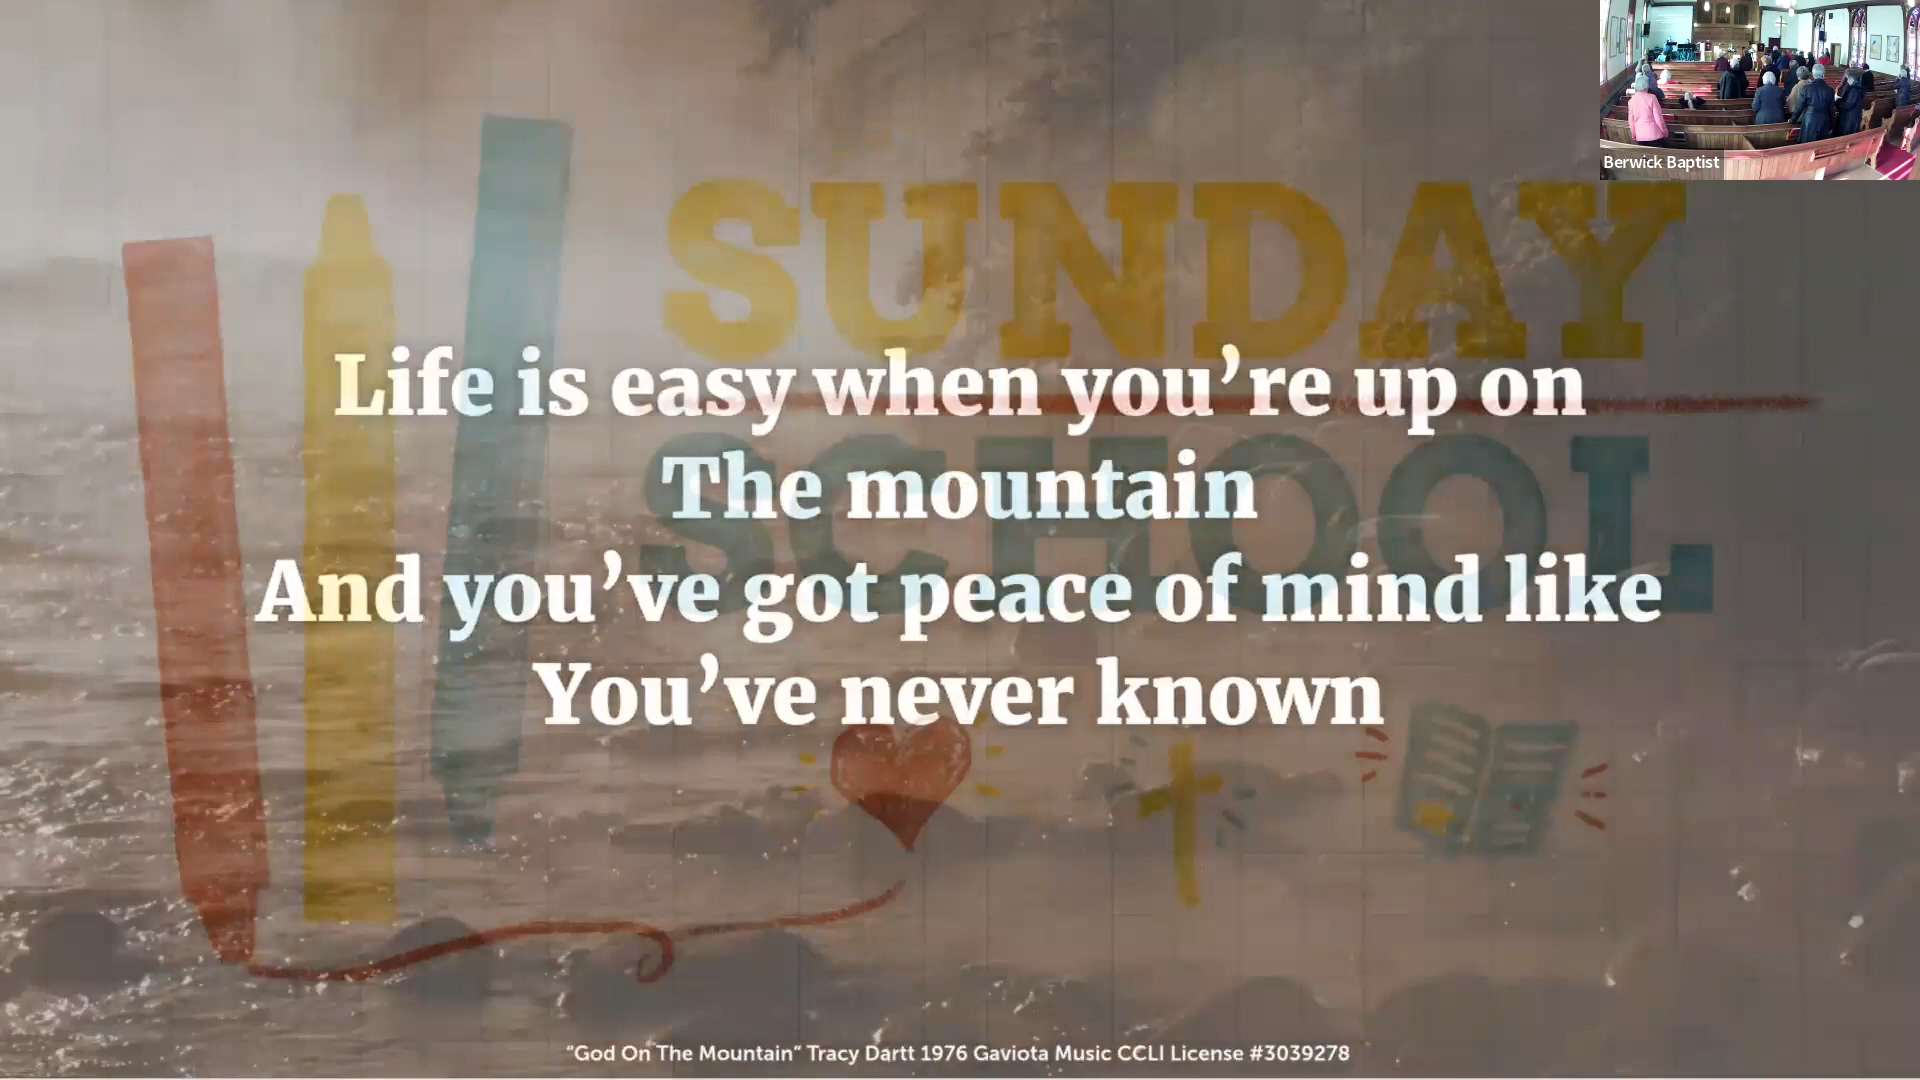 Berwick Baptist
SUNDAY
SCHOOL
Life is easy when you’re up on
The mountain
And you’ve got peace of mind like
You’ve never known
“God On The Mountain” Tracy Dartt 1976 Gaviota Music CCLI License #3039278